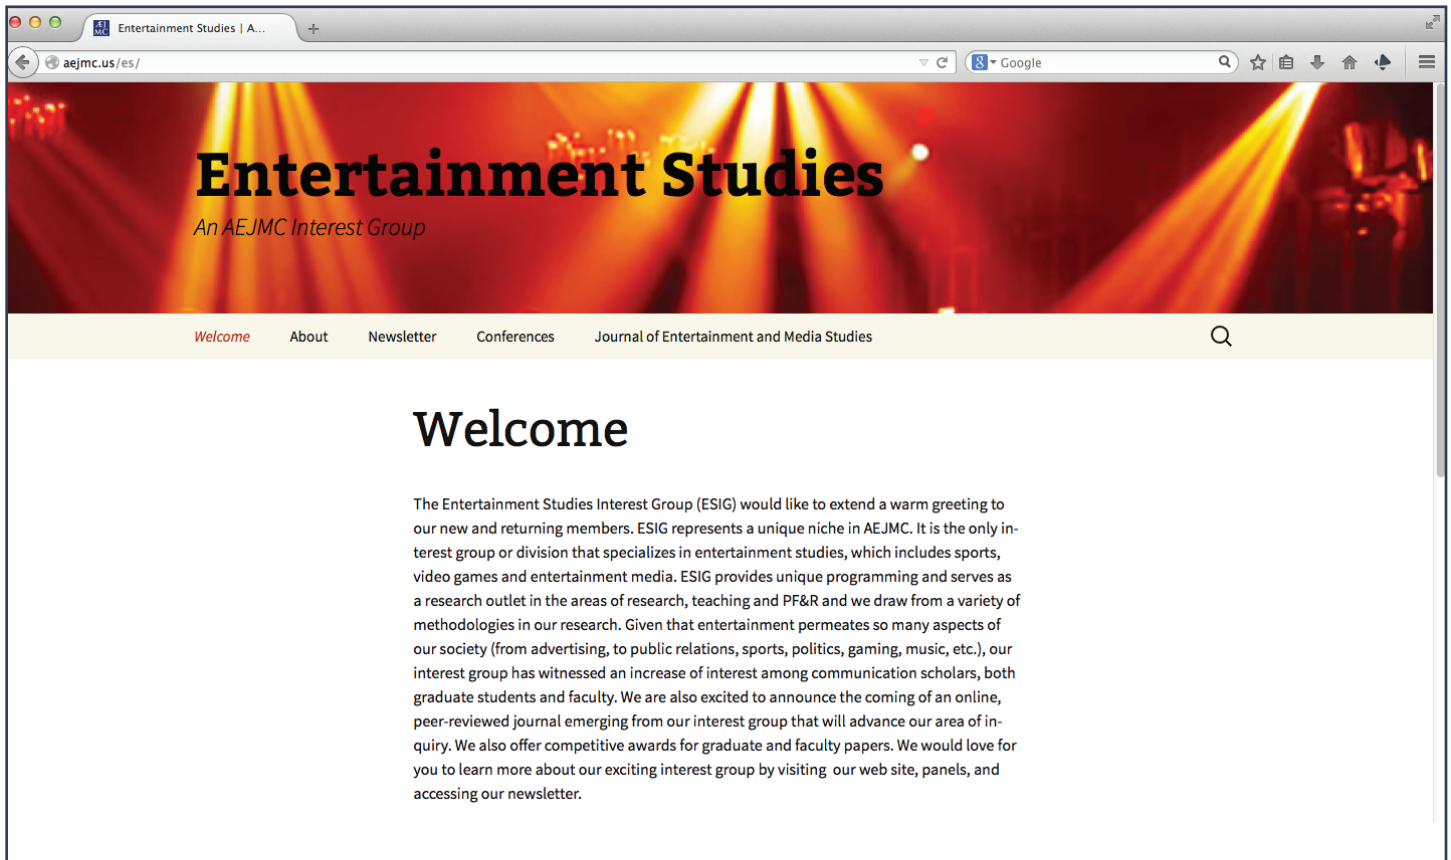 Entertainment Studies | A...
aejmc.us/es/
Google
Entertainment Studies
An AEJMC Interest Group
Welcome About Newsletter Conferences Journal of Entertainment and Media Studies
Welcome
The Entertainment Studies Interest Group (ESIG) would like to extend a warm greeting to
our new and returning members. ESIG represents a unique niche in AEJMC. It is the only in-
terest group or division that specializes in entertainment studies, which includes sports,
video games and entertainment media. ESIG provides unique programming and serves as
a research outlet in the areas of research, teaching and PF&R and we draw from a variety of
methodologies in our research. Given that entertainment permeates so many aspects of
our society (from advertising, to public relations, sports, politics, gaming, music, etc.), our
interest group has witnessed an increase of interest among communication scholars, both
graduate students and faculty. We are also excited to announce the coming of an online,
peer-reviewed journal emerging from our interest group that will advance our area of in-
quiry. We also offer competitive awards for graduate and faculty papers. We would love for
you to learn more about our exciting interest group by visiting  our web site, panels, and
accessing our newsletter.